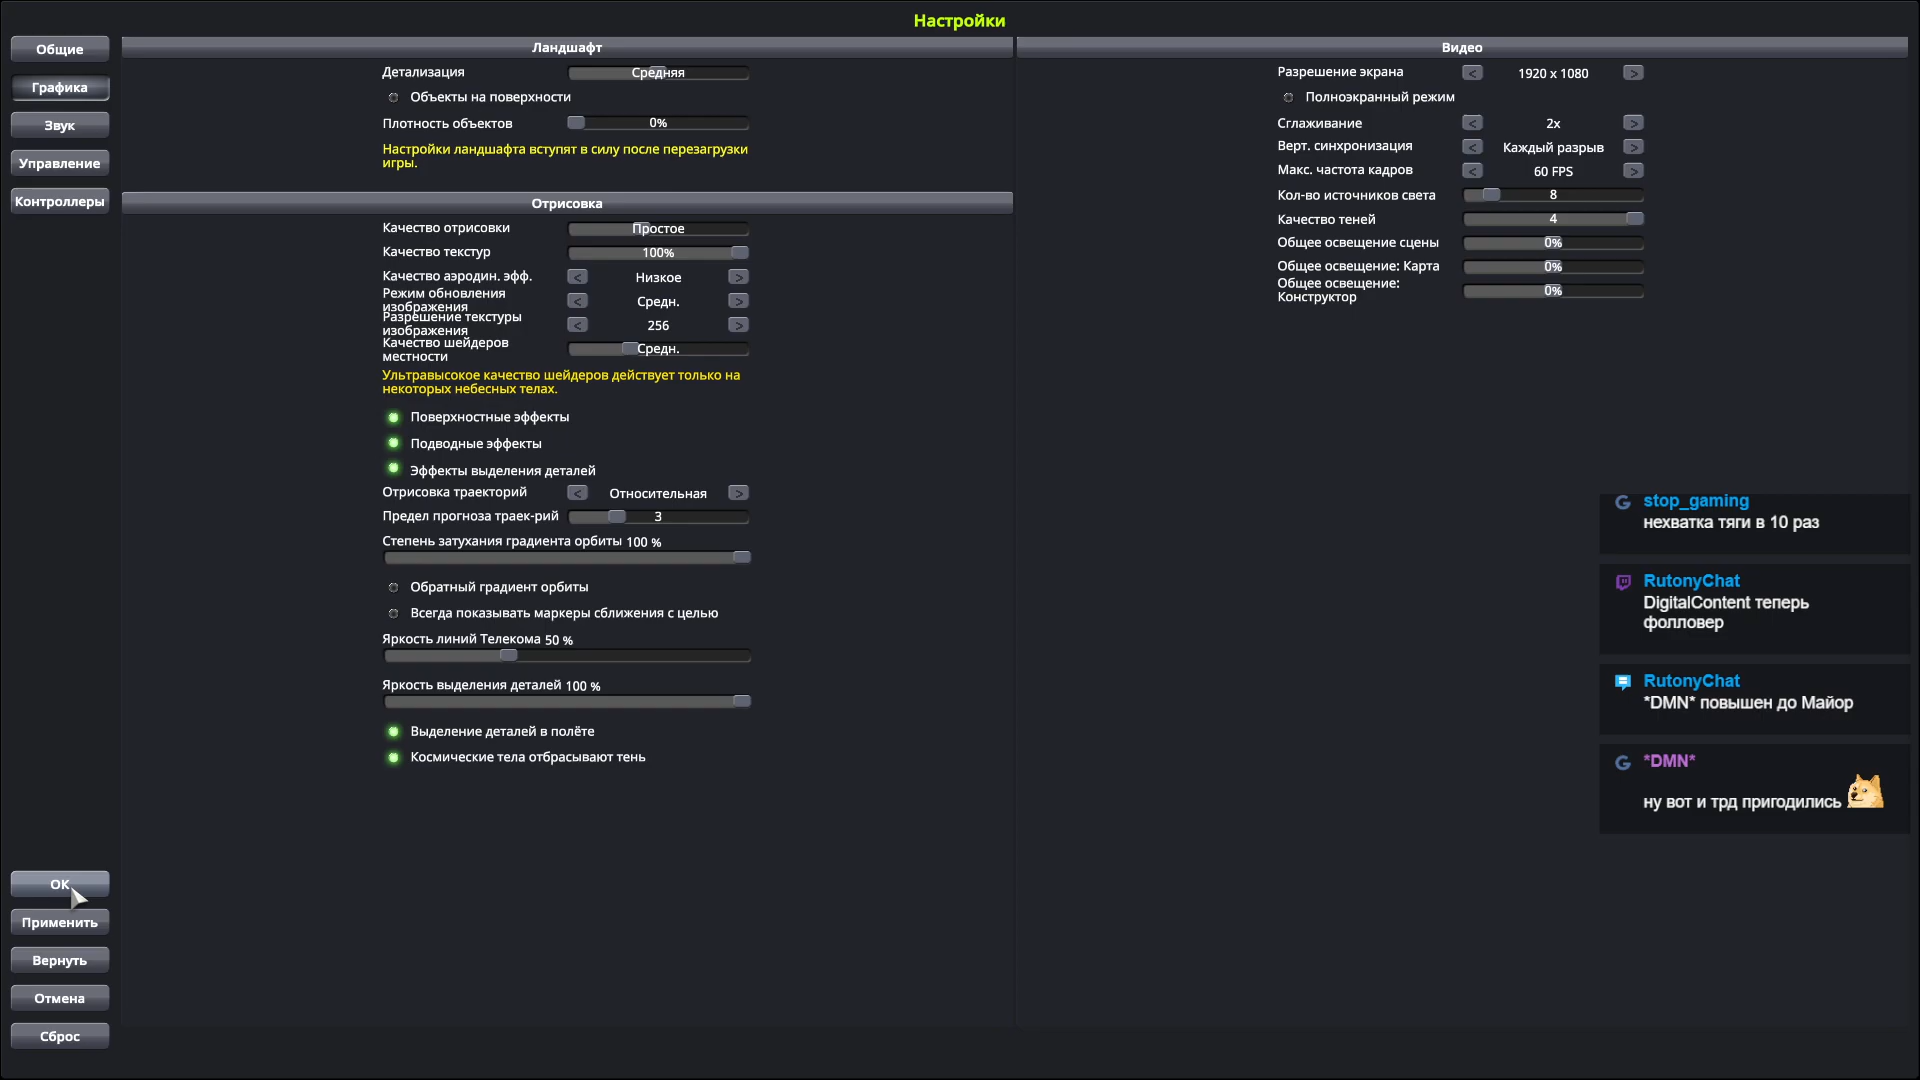 Настройки
Общие
Графика
Звук
Управление
Контроллеры
Ландшафт
Детализация
Средняя
Объекты на поверхности
Плотность объектов
0%
Настройки ландшафта вступят в силу после перезагрузки
игры.
Отрисовка
Качество отрисовки
Простое
Качество текстур
100%
Качество аэродин. эфф.
< Низкое >
Режим обновления
изображения
< Средн. >
Разрешение текстуры
изображения
< 256 >
Качество шейдеров
местности
Средн.
Ультравысокое качество шейдеров действует только на
некоторых небесных телах.
Поверхностные эффекты
Подводные эффекты
Эффекты выделения деталей
Отрисовка траекторий
< Относительная >
Предел прогноза траек-рий
3
Степень затухания градиента орбиты 100 %
Обратный градиент орбиты
Всегда показывать маркеры сближения с целью
Яркость линий Телекома 50 %
Яркость выделения деталей 100 %
Выделение деталей в полёте
Космические тела отбрасывают тень
Видео
Разрешение экрана
< 1920 x 1080 >
Полноэкранный режим
Сглаживание
< 2x >
Верт. синхронизация
< Каждый разрыв >
Макс. частота кадров
< 60 FPS >
Кол-во источников света
8
Качество теней
4
Общее освещение сцены
0%
Общее освещение: Карта
0%
Общее освещение:
Конструктор
0%
stop_gaming
нехватка тяги в 10 раз
RutonyChat
DigitalContent теперь
фолловер
RutonyChat
*DMN* повышен до Майор
*DMN*
ну вот и трд пригодились
ОК
Применить
Вернуть
Отмена
Сброс